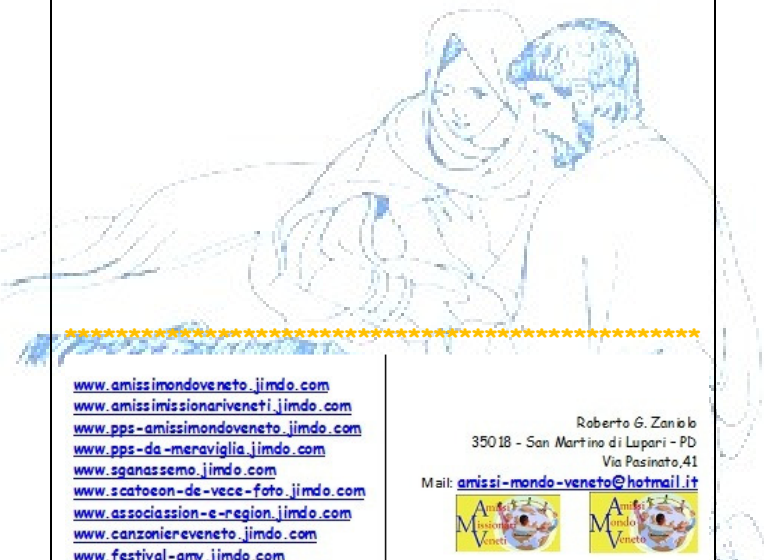 ******************************************************
www.amissimondoveneto.jimdo.com
www.amissimissionariveneti.jimdo.com
www.pps-amissimondoveneto.jimdo.com
www.pps-da-meraviglia.jimdo.com
www.sganassemo.jimdo.com
www.scatoeon-de-vece-foto.jimdo.com
www.associassion-e-region.jimdo.com
www.canzoniereveneto.jimdo.com
www.festival-amv.jimdo.com
Roberto G. Zaniolo
35018 - San Martino di Lupari – PD
Via Pasinato,41
Mail: amissi-mondo-veneto@hotmail.it
Amissi
Missionari
Veneti
Amissi
Mondo
Veneto